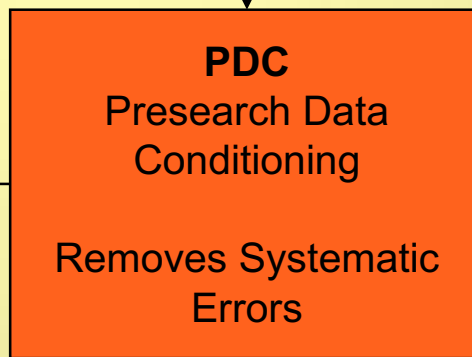 PDC
Presearch Data
Conditioning
Removes Systematic
Errors